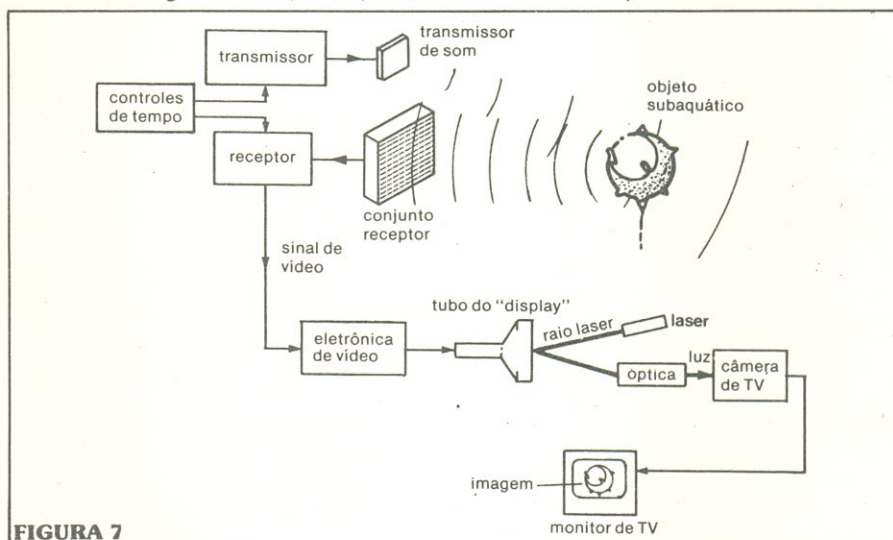 transmissor
transmissor
de som
objeto
subaquático
controles
de tempo
receptor
conjunto
receptor
sinal de
vídeo
tubo do "display"
raio laser
laser
eletrônica
de vídeo
óptica
luz
câmera
de TV
imagem
monitor de TV
FIGURA 7